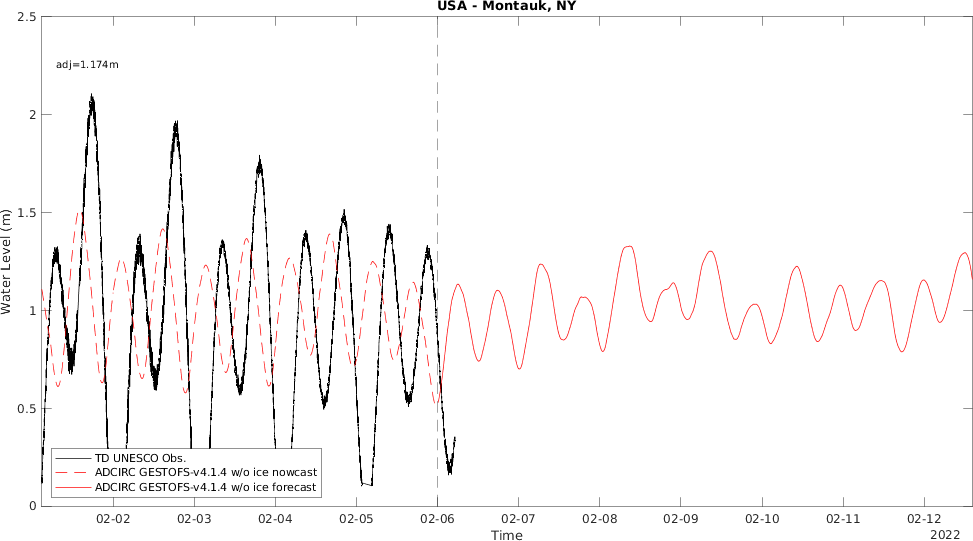 USA - Montauk, NY
2.5
adj=1.174m
2
1.5
1
0.5
0
Water Level (m)
TD UNESCO Obs.
ADCIRC GESTOFS-v4.1.4 w/o ice nowcast
ADCIRC GESTOFS-v4.1.4 w/o ice forecast
02-02 02-03 02-04 02-05 02-06 02-07 02-08 02-09 02-10 02-11 02-12
Time
2022